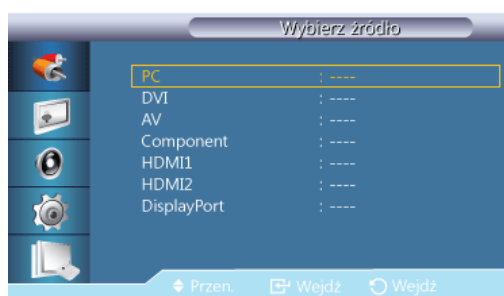 Wybierz źródło
PC : ----
DVI : ----
AV : ----
Component : ----
HDMI1 : ----
HDMI2 : ----
DisplayPort : ----
Przen. Wejdź Wejdź